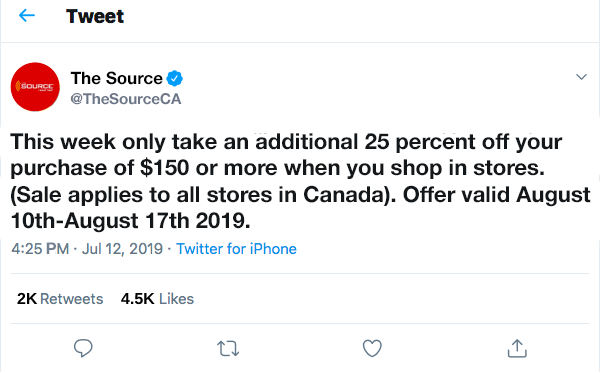 Tweet
SOURCE
The Source
@TheSourceCA
This week only take an additional 25 percent off your
purchase of $150 or more when you shop in stores.
(Sale applies to all stores in Canada). Offer valid August
10th-August 17th 2019.
4:25 PM · Jul 12, 2019 · Twitter for iPhone
2K Retweets 4.5K Likes